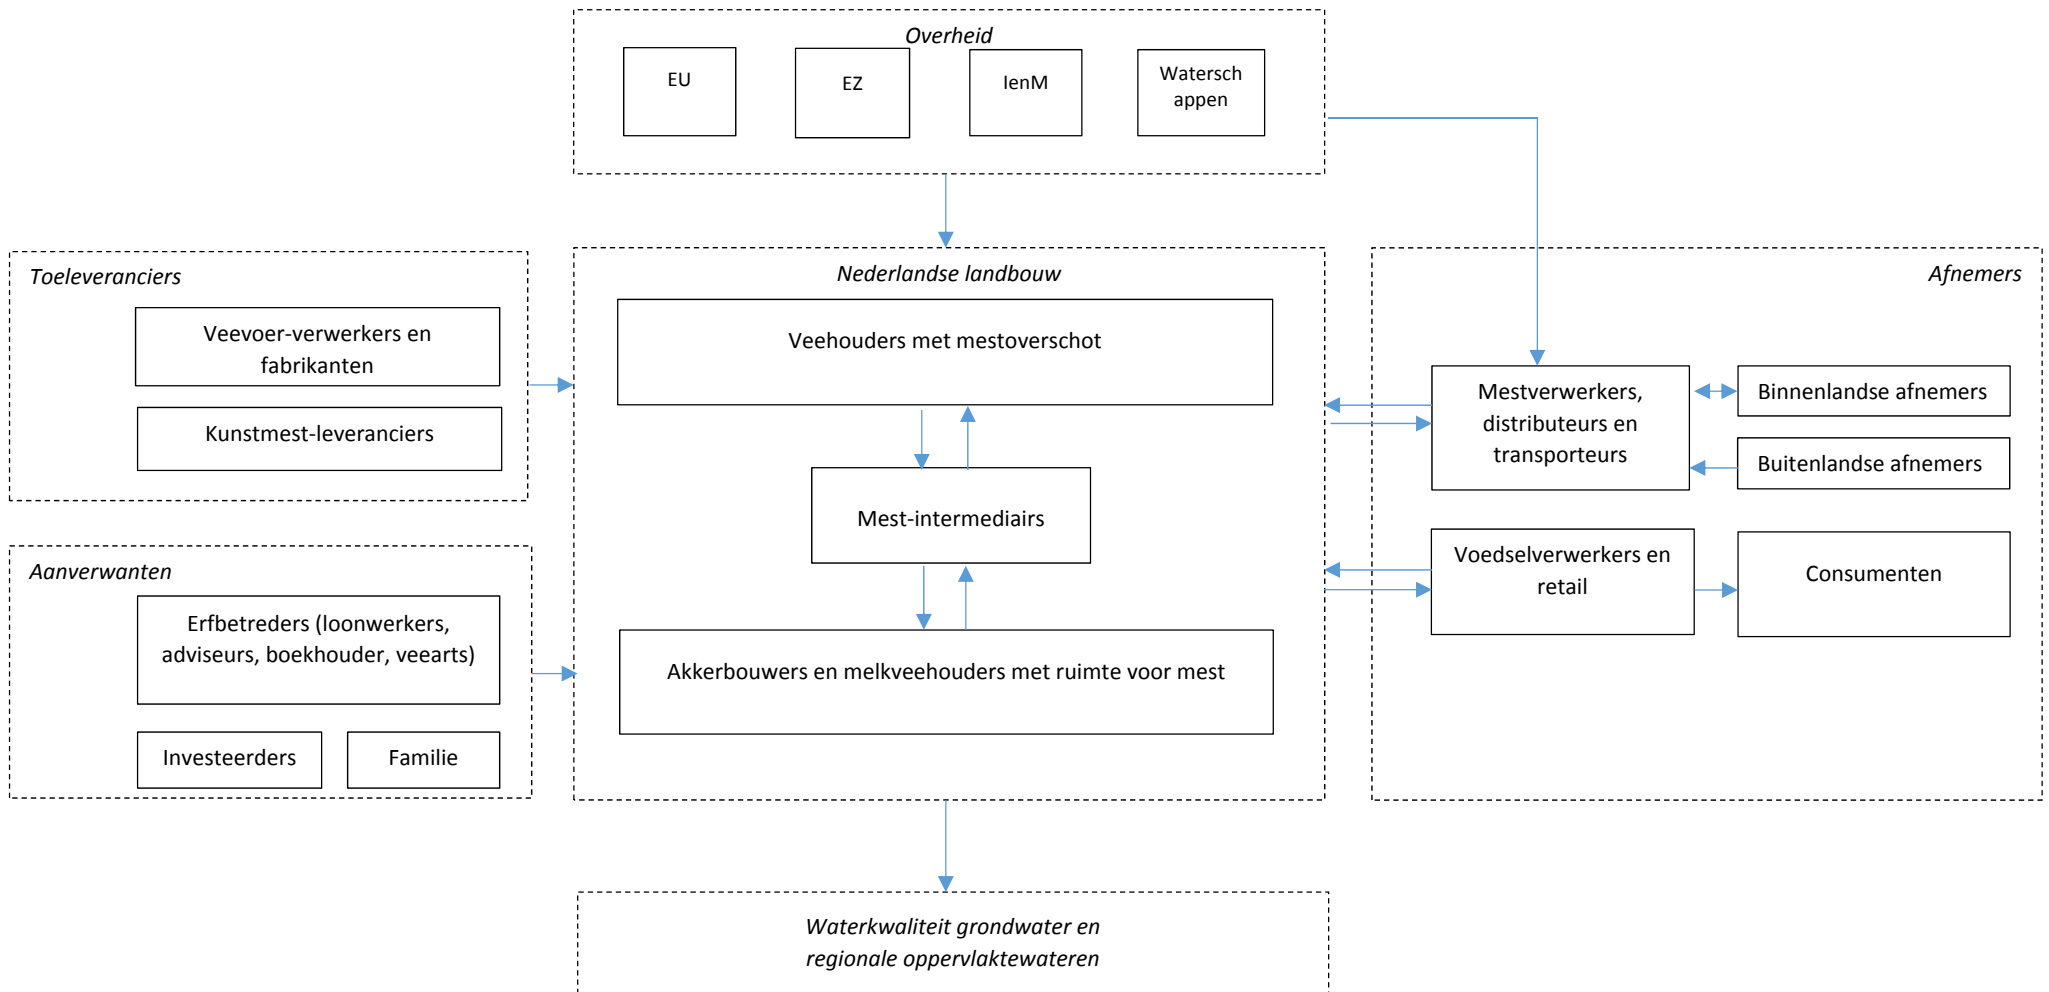 Overheid
EU
EZ
IenM
Watersch
appen
Toeleveranciers
Veevoer-verwerkers en
fabrikanten
Kunstmest-leveranciers
Aanverwanten
Erfbetreders (loonwerkers,
adviseurs, boekhouder, veearts)
Investeerders
Familie
Nederlandse landbouw
Veehouders met mestoverschot
Mest-intermediairs
Akkerbouwers en melkveehouders met ruimte voor mest
Afnemers
Mestverwerkers,
distributeurs en
transporteurs
Binnenlandse afnemers
Buitenlandse afnemers
Voedselverwerkers en
retail
Consumenten
Waterkwaliteit grondwater en
regionale oppervlaktewateren